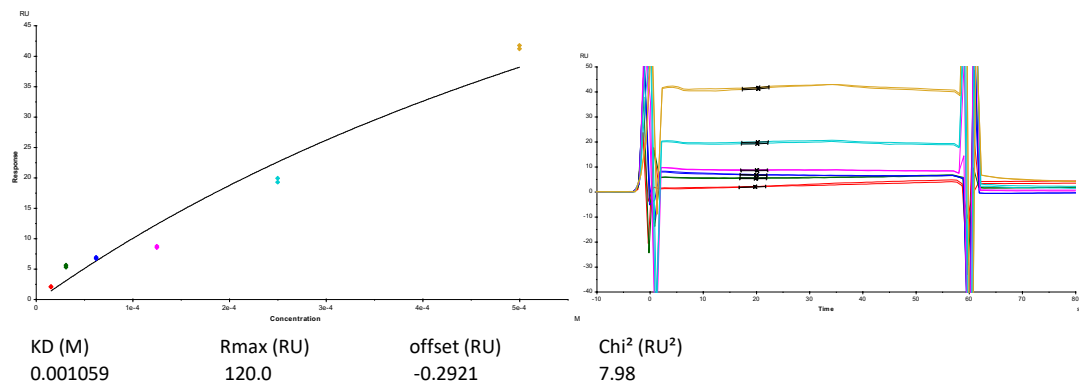 RU
45
40
35
30
25
20
15
10
5
0
Response
0 1e-4 2e-4 3e-4 4e-4 5e-4
Concentration M
RU
50
40
30
20
10
0
-10
-20
-30
-40
-10 0 10 20 30 40 50 60 70 80
Time s
KD (M) Rmax (RU) offset (RU) Chi² (RU²)
0.001059 120.0 -0.2921 7.98